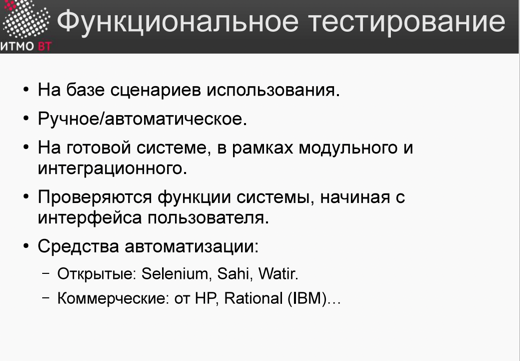 Функциональное тестирование
ИТМО ВТ
• На базе сценариев использования.
• Ручное/автоматическое.
• На готовой системе, в рамках модульного и
интеграционного.
• Проверяются функции системы, начиная с
интерфейса пользователя.
• Средства автоматизации:
– Открытые: Selenium, Sahi, Watir.
– Коммерческие: от HP, Rational (IBM)…